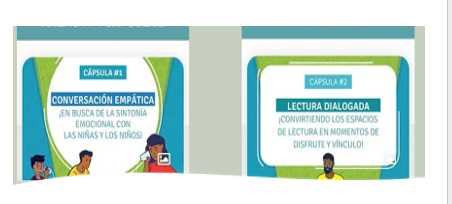 CÁPSULA #1
CONVERSACIÓN EMPÁTICA
¡EN BUSCA DE LA SINTONÍA
EMOCIONAL CON
LAS NIÑAS Y LOS NIÑOS!
CÁPSULA #2
LECTURA DIALOGADA
¡CONVIRTIENDO LOS ESPACIOS
DE LECTURA EN MOMENTOS DE
DISFRUTE Y VÍNCULO!